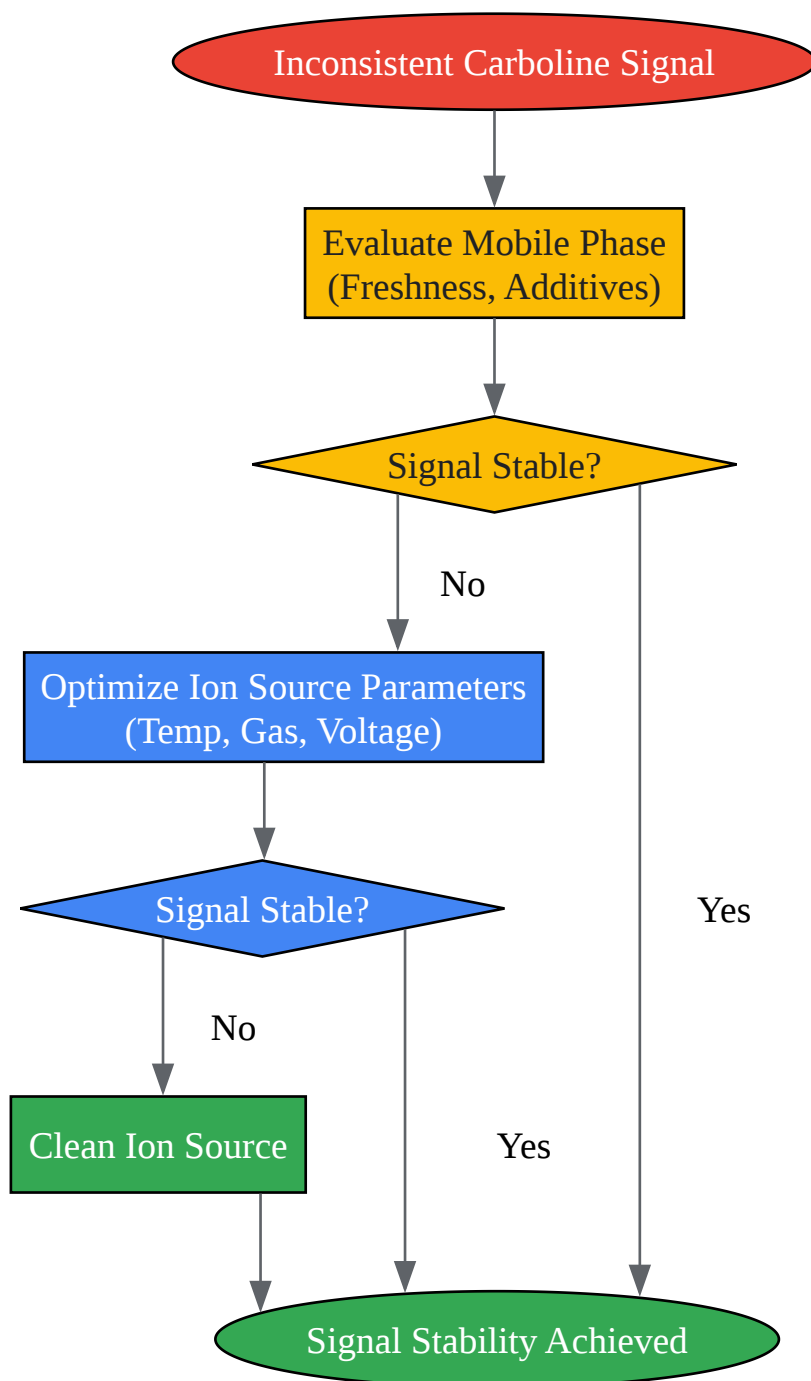 Inconsistent Carboline Signal
Evaluate Mobile Phase
(Freshness, Additives)
Signal Stable?
No
Optimize Ion Source Parameters
(Temp, Gas, Voltage)
Signal Stable?
Yes
No
Clean Ion Source
Yes
Signal Stability Achieved